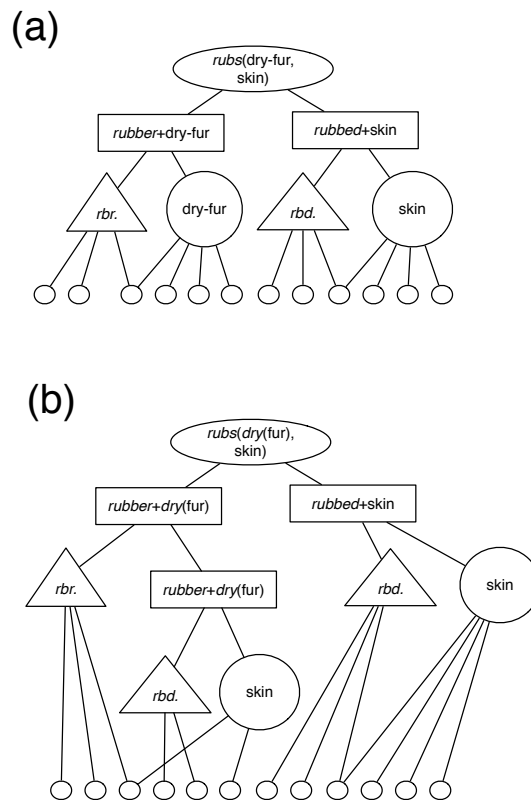 (a)
rubs(dry-fur,
skin)
rubber+dry-fur
rubbed+skin
rbr.
dry-fur
rbd.
skin
(b)
rubs(dry(fur),
skin)
rubber+dry(fur)
rubbed+skin
rbr.
rubber+dry(fur)
rbd.
skin
rbd.
skin